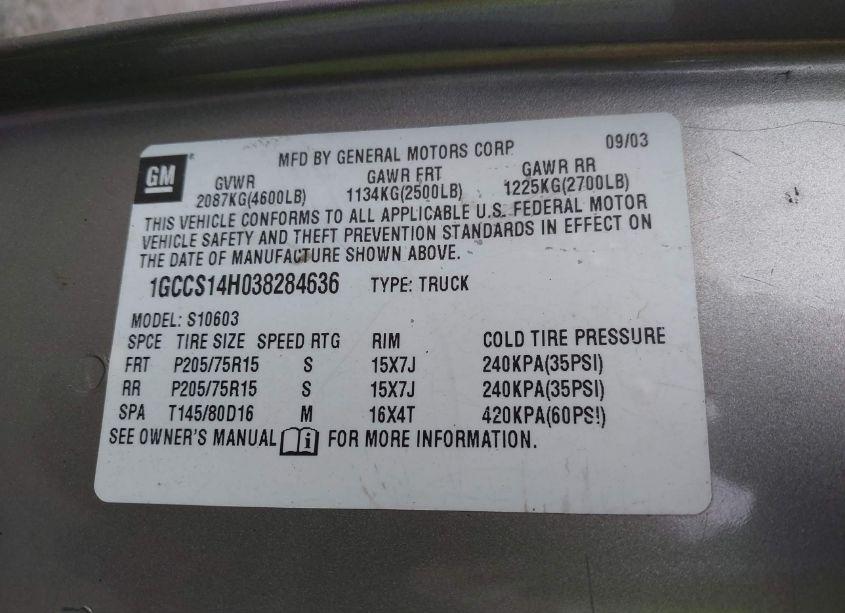 GM
MFD BY GENERAL MOTORS CORP 09/03
GVWR GAWR FRT GAWR RR
2087KG(4600LB) 1134KG(2500LB) 1225KG(2700LB)
THIS VEHICLE CONFORMS TO ALL APPLICABLE U.S. FEDERAL MOTOR
VEHICLE SAFETY AND THEFT PREVENTION STANDARDS IN EFFECT ON
THE DATE OF MANUFACTURE SHOWN ABOVE.
1GCCS14H038284636 TYPE: TRUCK
MODEL: S10603
SPCE TIRE SIZE SPEED RTG RIM COLD TIRE PRESSURE
FRT P205/75R15 S 15X7J 240KPA(35PSI)
RR P205/75R15 S 15X7J 240KPA(35PSI)
SPA T145/80D16 M 16X4T 420KPA(60PSI)
SEE OWNER'S MANUAL FOR MORE INFORMATION.